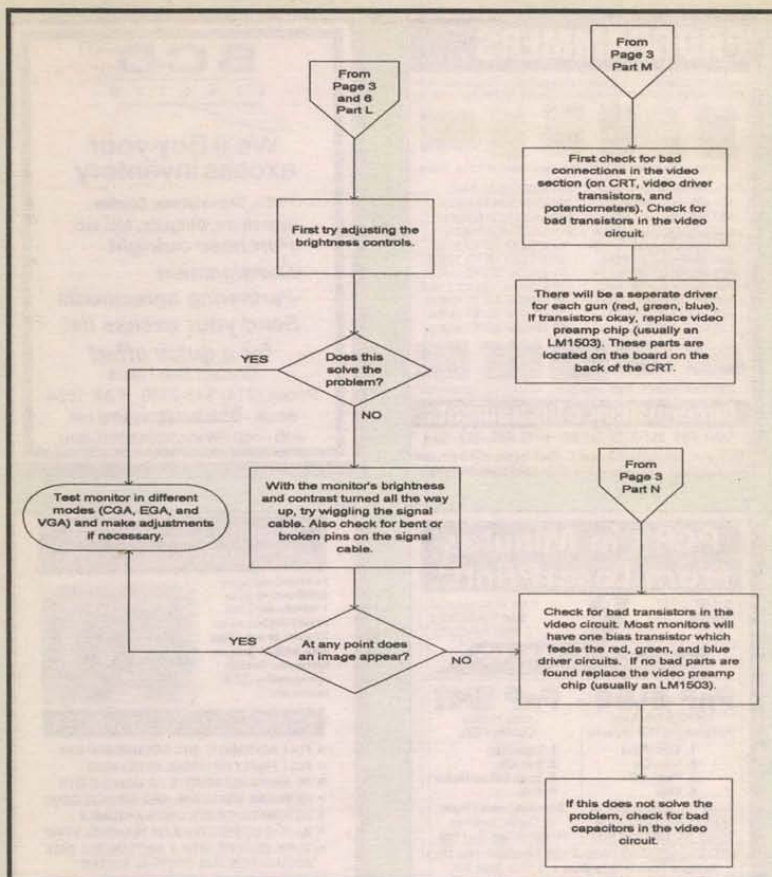 From
Page 3
and 6
Part L
First try adjusting the
brightness controls.
Does this
solve the
problem?
YES
NO
Test monitor in different
modes (CGA, EGA, and
VGA) and make adjustments
if necessary.
With the monitor's brightness
and contrast turned all the way
up, try wiggling the signal
cable. Also check for bent or
broken pins on the signal
cable.
At any point does
an image appear?
YES
NO
From
Page 3
Part M
First check for bad
connections in the video
section (on CRT, video driver
transistors, and
potentiometers). Check for
bad transistors in the video
circuit.
There will be a seperate driver
for each gun (red, green, blue).
If transistors okay, replace video
preamp chip (usually an
LM1503). These parts are
located on the board on the
back of the CRT.
From
Page 3
Part N
Check for bad transistors in the
video circuit. Most monitors will
have one bias transistor which
feeds the red, green, and blue
driver circuits. If no bad parts are
found replace the video preamp
chip (usually an LM1503).
If this does not solve the
problem, check for bad
capacitors in the video
circuit.